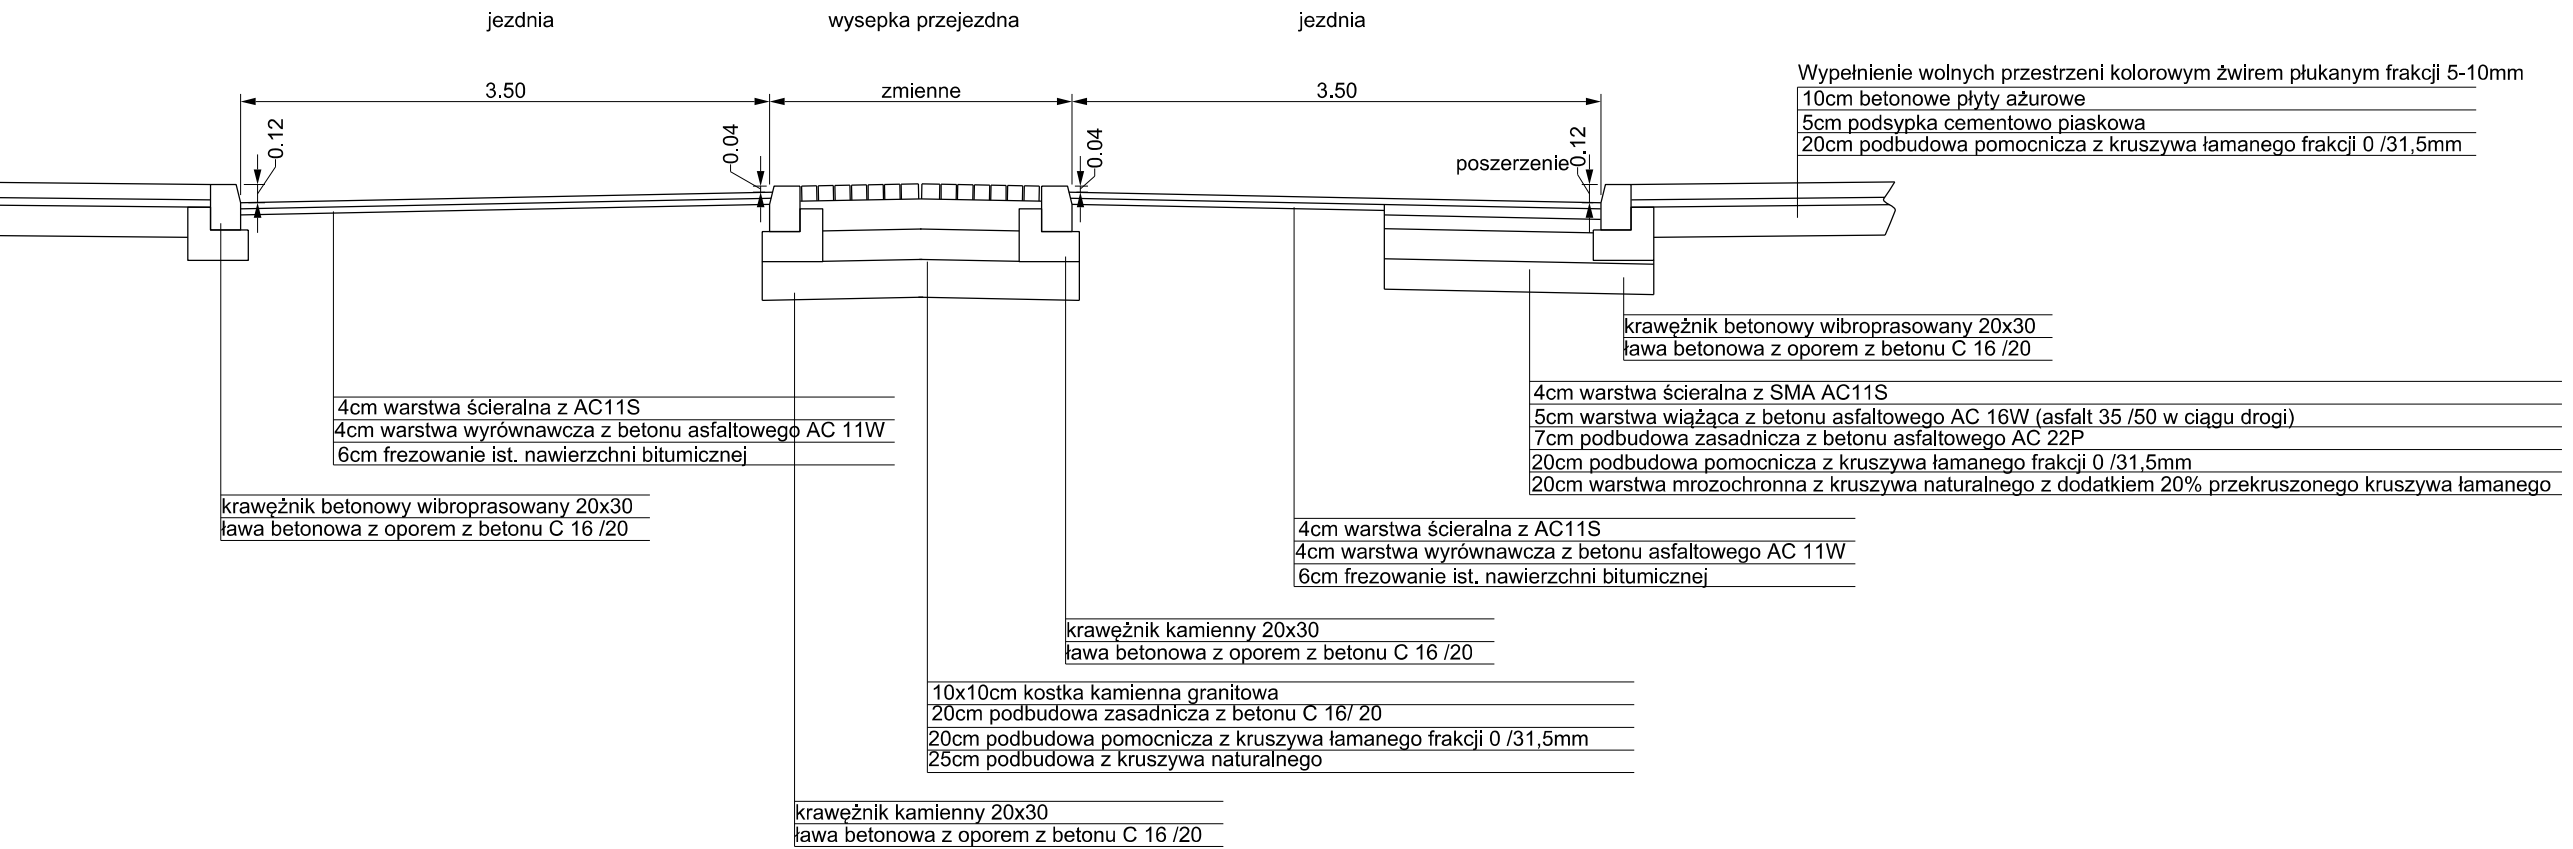 jezdnia
wysepka przejezdna
jezdnia
3.50
zmienne
3.50
0.12
0.04
0.04
poszerzenie
0.12
Wypełnienie wolnych przestrzeni kolorowym żwirem płukanym frakcji 5-10mm
10cm betonowe płyty ażurowe
5cm podsypka cementowo piaskowa
20cm podbudowa pomocnicza z kruszywa łamanego frakcji 0 /31,5mm
krawężnik betonowy wibroprasowany 20x30
ława betonowa z oporem z betonu C 16 /20
4cm warstwa ścieralna z SMA AC11S
5cm warstwa wiążąca z betonu asfaltowego AC 16W (asfalt 35 /50 w ciągu drogi)
7cm podbudowa zasadnicza z betonu asfaltowego AC 22P
20cm podbudowa pomocnicza z kruszywa łamanego frakcji 0 /31,5mm
20cm warstwa mrozochronna z kruszywa naturalnego z dodatkiem 20% przekruszonego kruszywa łamanego
4cm warstwa ścieralna z AC11S
4cm warstwa wyrównawcza z betonu asfaltowego AC 11W
6cm frezowanie ist. nawierzchni bitumicznej
krawężnik betonowy wibroprasowany 20x30
ława betonowa z oporem z betonu C 16 /20
4cm warstwa ścieralna z AC11S
4cm warstwa wyrównawcza z betonu asfaltowego AC 11W
6cm frezowanie ist. nawierzchni bitumicznej
krawężnik kamienny 20x30
ława betonowa z oporem z betonu C 16 /20
10x10cm kostka kamienna granitowa
20cm podbudowa zasadnicza z betonu C 16/ 20
20cm podbudowa pomocnicza z kruszywa łamanego frakcji 0 /31,5mm
25cm podbudowa z kruszywa naturalnego
krawężnik kamienny 20x30
ława betonowa z oporem z betonu C 16 /20